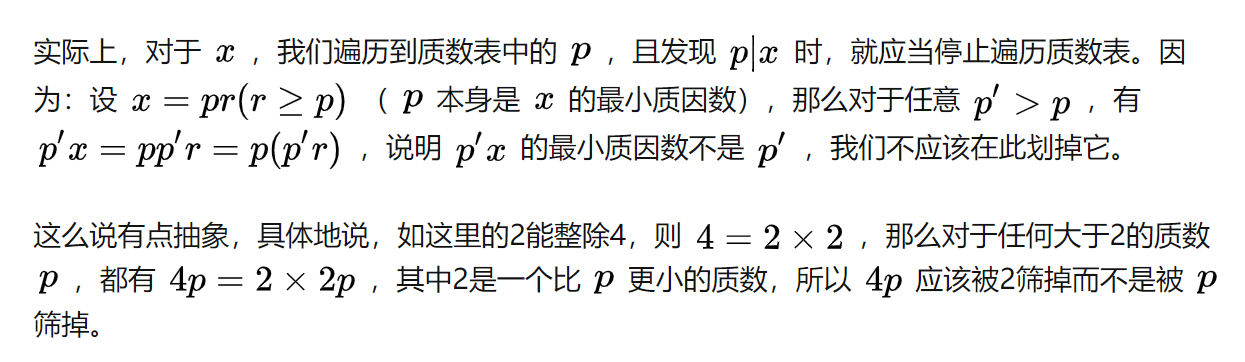 实际上，对于 x ，我们遍历到质数表中的 p ，且发现 p|x 时，就应当停止遍历质数表。因
为：设 x = pr(r ≥ p) （ p 本身是 x 的最小质因数），那么对于任意 p′ > p ，有
p′x = pp′r = p(p′r) ，说明 p′x 的最小质因数不是 p′ ，我们不应该在此划掉它。
这么说有点抽象，具体地说，如这里的2能整除4，则 4 = 2 × 2 ，那么对于任何大于2的质数
p ，都有 4p = 2 × 2p ，其中2是一个比 p 更小的质数，所以 4p 应该被2筛掉而不是被 p
筛掉。